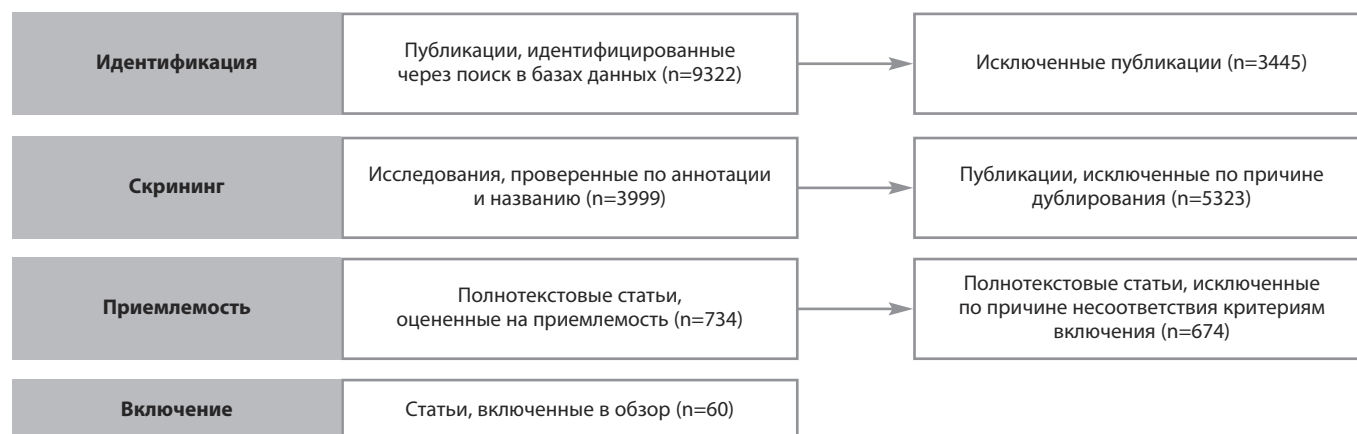 Идентификация
Публикации, идентифицированные
через поиск в базах данных (n=9322)
Исключенные публикации (n=3445)
Скрининг
Исследования, проверенные по аннотации
и названию (n=3999)
Публикации, исключенные по причине
дублирования (n=5323)
Приемлемость
Полнотекстовые статьи,
оцененные на приемлемость (n=734)
Полнотекстовые статьи, исключенные
по причине несоответствия критериям
включения (n=674)
Включение
Статьи, включенные в обзор (n=60)